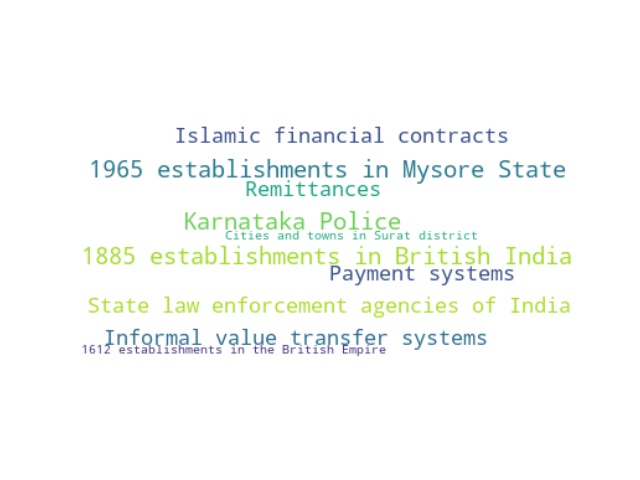 Islamic financial contracts
1965 establishments in Mysore State
Remittances
Karnataka Police
Cities and towns in Surat district
1885 establishments in British India
Payment systems
State law enforcement agencies of India
Informal value transfer systems
1612 establishments in the British Empire